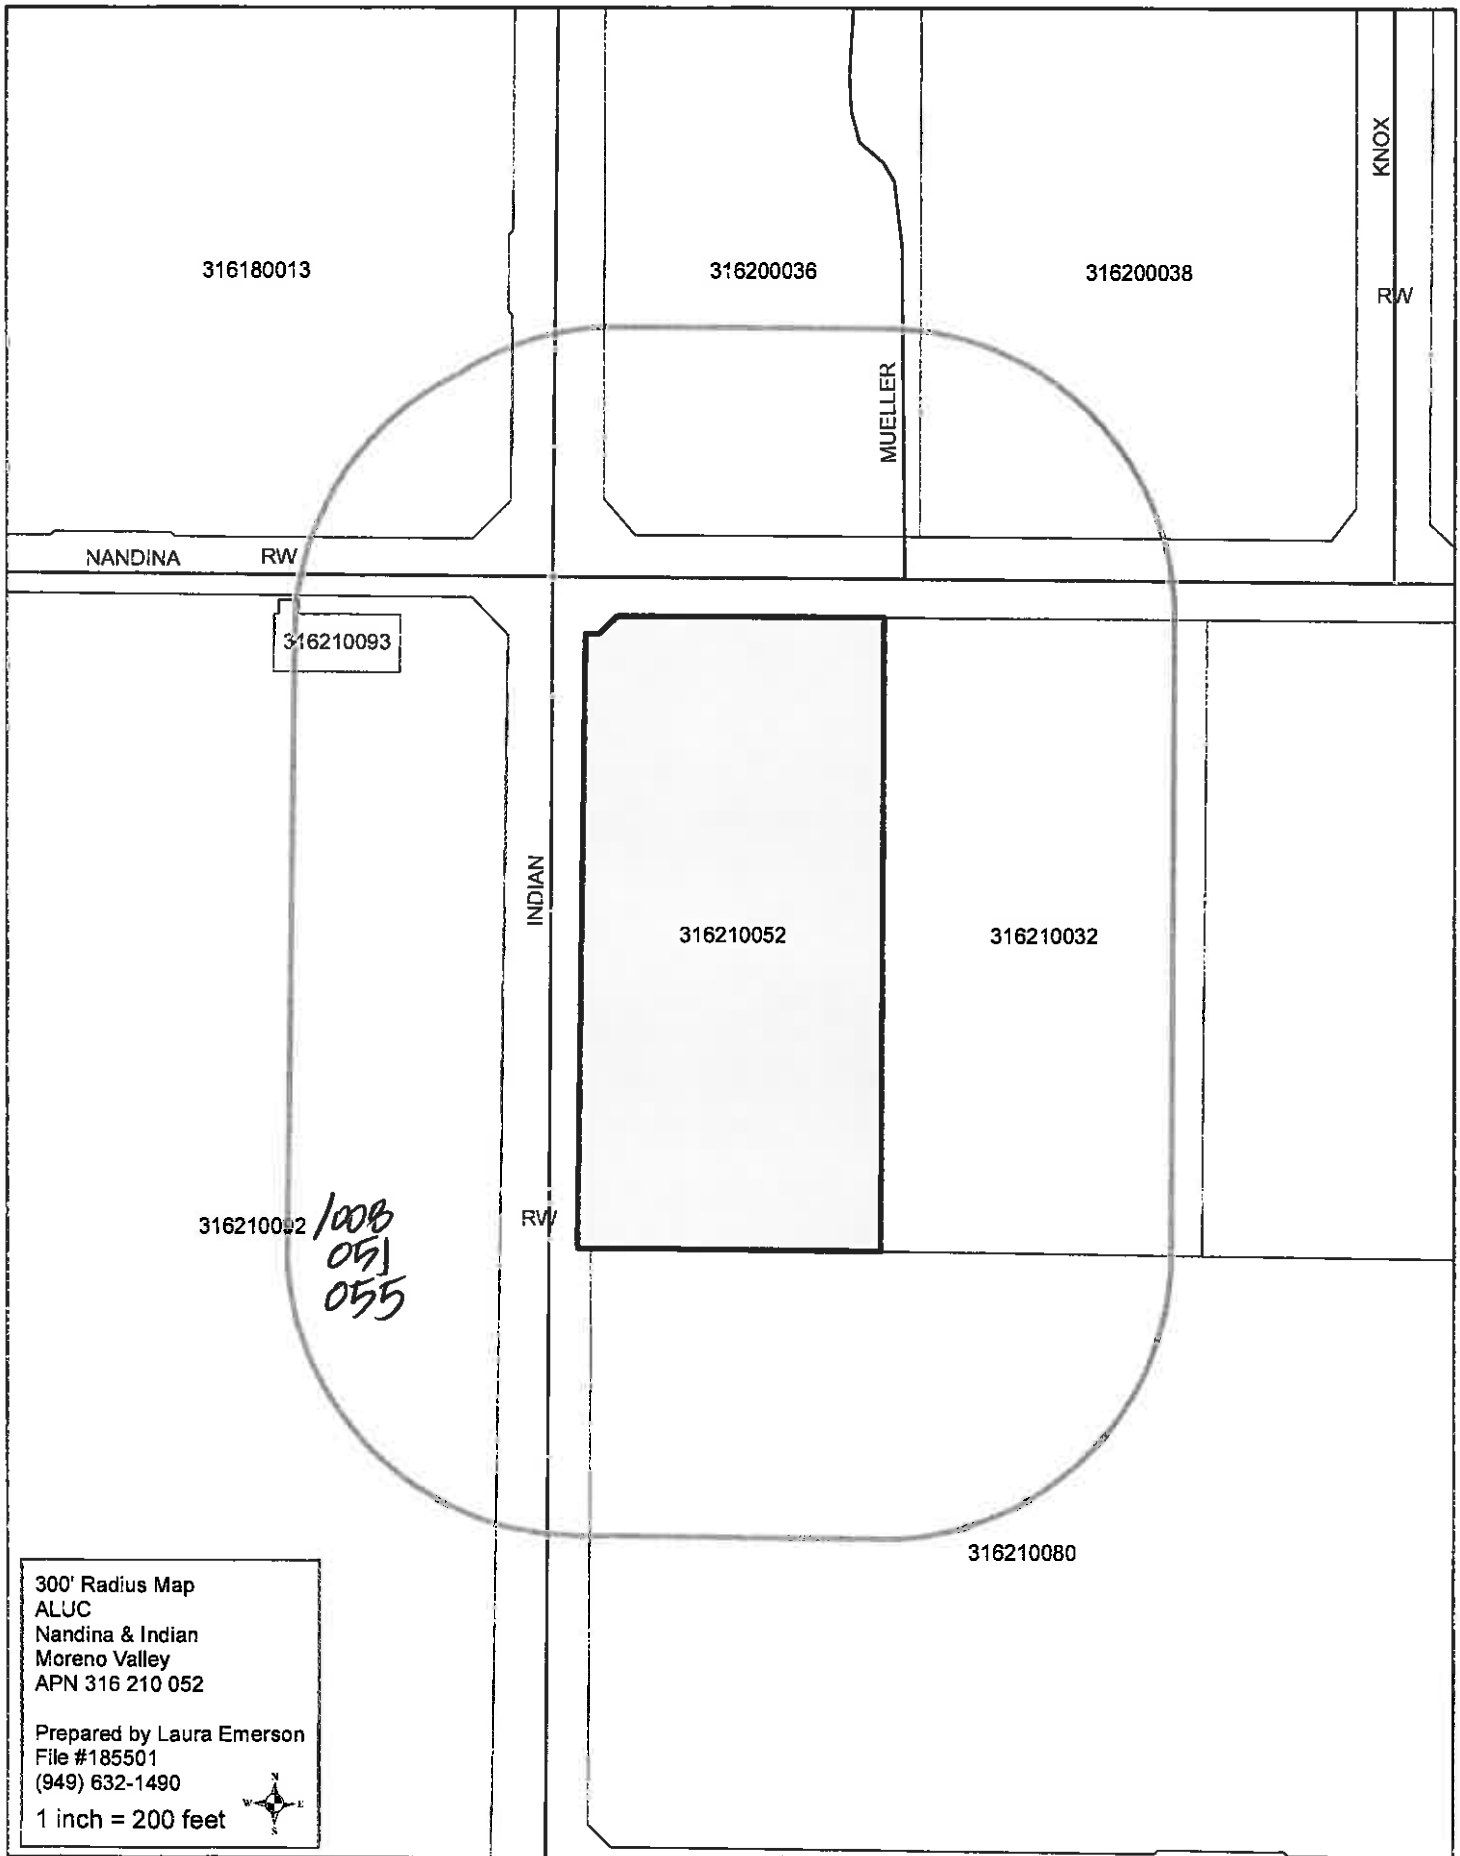 KNOX
316180013
316200036
316200038
RW
MUELLER
NANDINA
RW
316210093
INDIAN
316210052
316210032
316210092
/008
051
055
RW
316210080
300' Radius Map
ALUC
Nandina & Indian
Moreno Valley
APN 316 210 052
Prepared by Laura Emerson
File #185501
(949) 632-1490
1 inch = 200 feet
N
W E
S